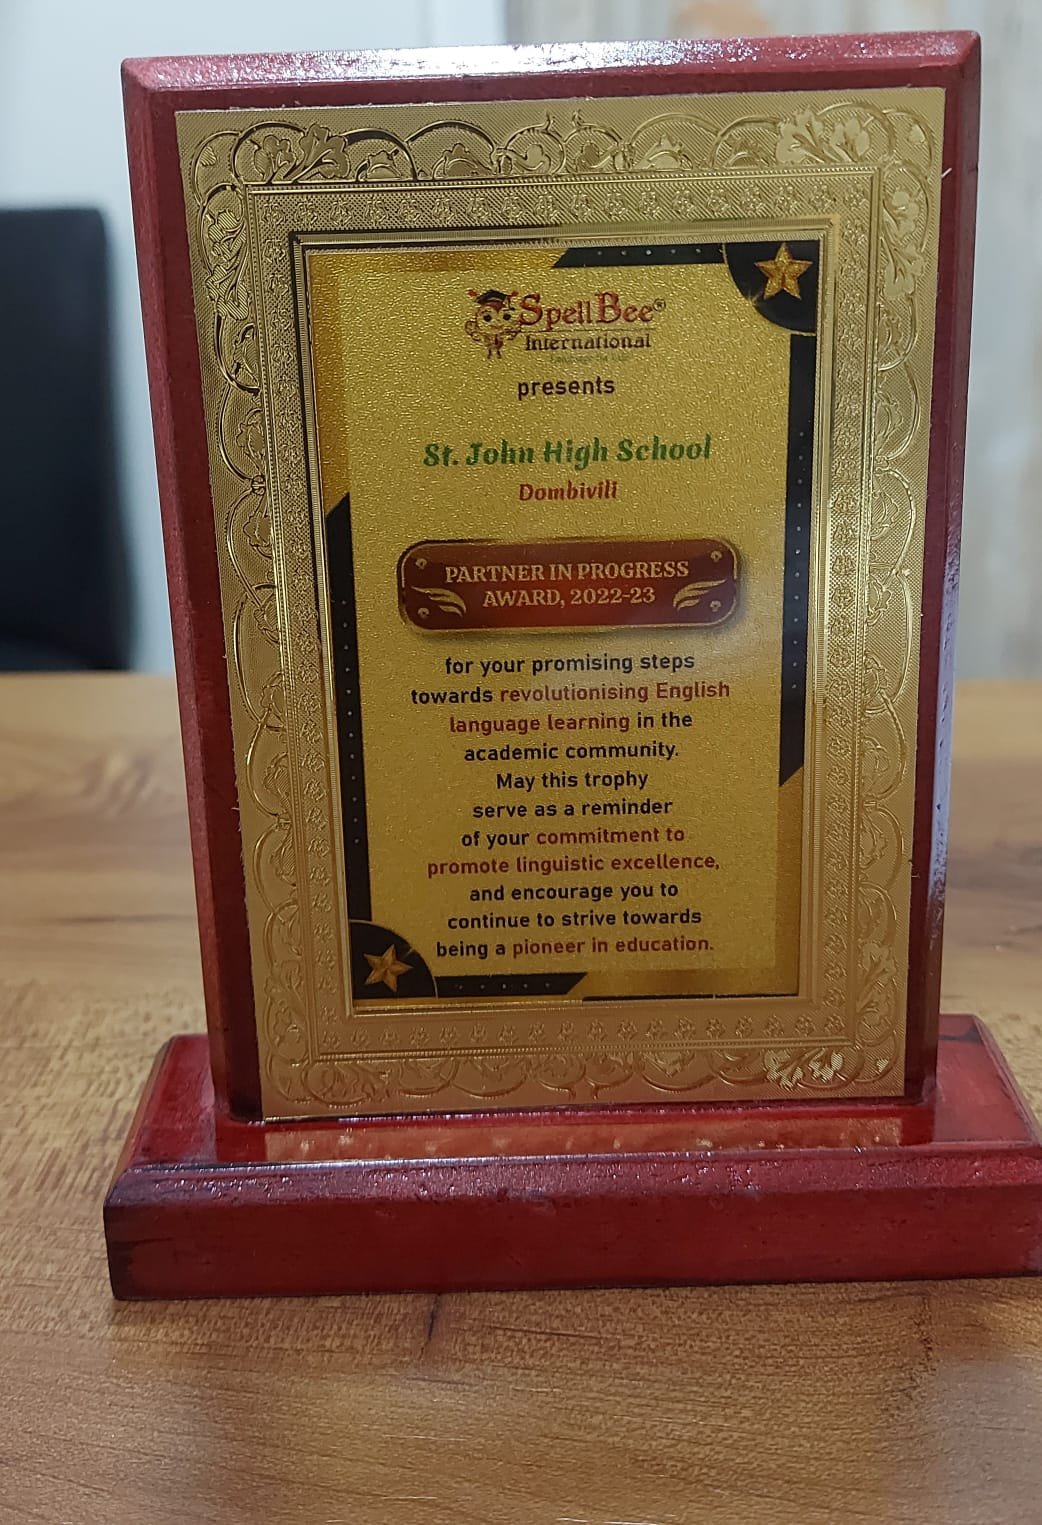 SpellBee®
International
presents
St. John High School
Dombivili
PARTNER IN PROGRESS
AWARD, 2022-23
for your promising steps
towards revolutionising English
language learning in the
academic community.
May this trophy
serve as a reminder
of your commitment to
promote linguistic excellence,
and encourage you to
continue to strive towards
being a pioneer in education.